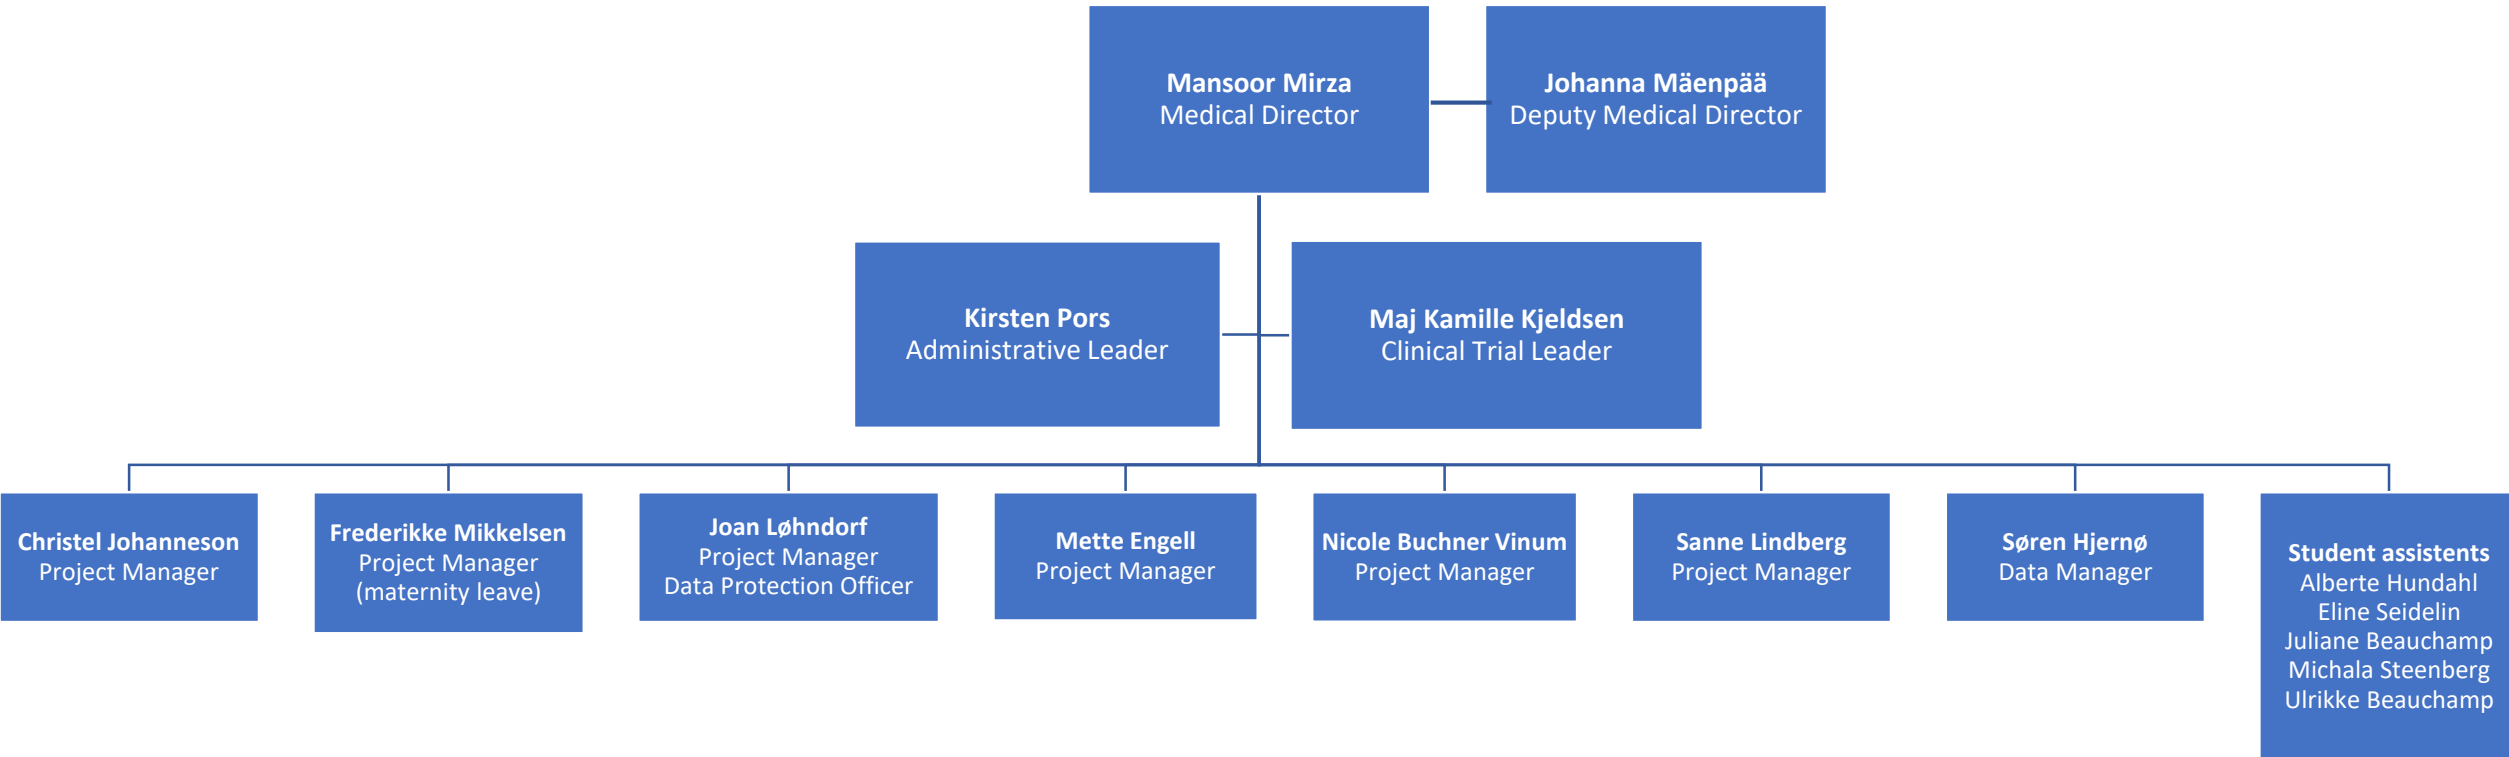 Mansoor Mirza
Medical Director
Johanna Mäenpää
Deputy Medical Director
Kirsten Pors
Administrative Leader
Maj Kamille Kjeldsen
Clinical Trial Leader
Christel Johanneson
Project Manager
Frederikke Mikkelsen
Project Manager
(maternity leave)
Joan Løhndorf
Project Manager
Data Protection Officer
Mette Engell
Project Manager
Nicole Buchner Vinum
Project Manager
Sanne Lindberg
Project Manager
Søren Hjernø
Data Manager
Student assistents
Alberte Hundahl
Eline Seidelin
Juliane Beauchamp
Michala Steenberg
Ulrikke Beauchamp